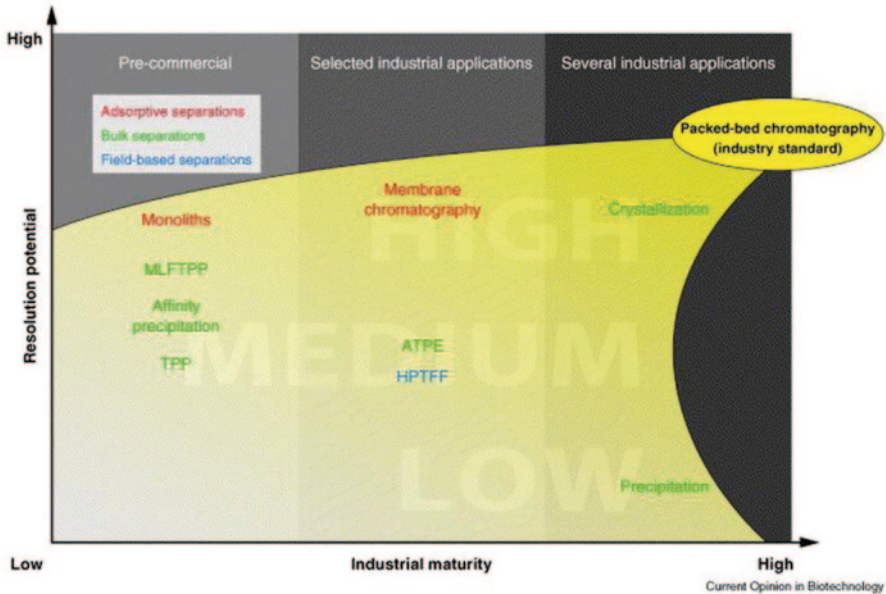 High
Pre-commercial
Selected industrial applications
Several industrial applications
Adsorptive separations
Bulk separations
Field-based separations
Packed-bed chromatography
(industry standard)
Resolution potential
Monoliths
Membrane
chromatography
Crystallization
HIGH
MLFTPP
Affinity
precipitation
TPP
MEDIUM
ATPE
HPTFF
LOW
Precipitation
Low
Industrial maturity
High
Current Opinion in Biotechnology